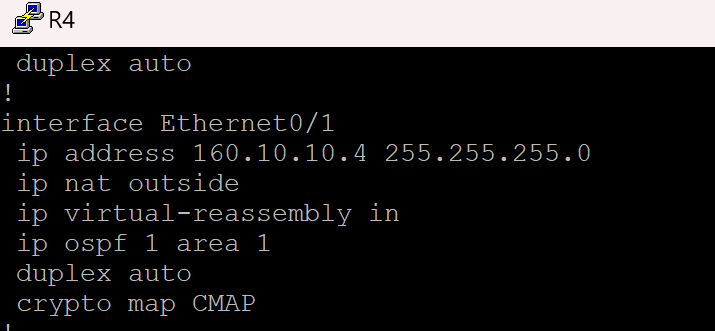 R4
duplex auto
!
interface Ethernet0/1
ip address 160.10.10.4 255.255.255.0
ip nat outside
ip virtual-reassembly in
ip ospf 1 area 1
duplex auto
crypto map CMAP
!